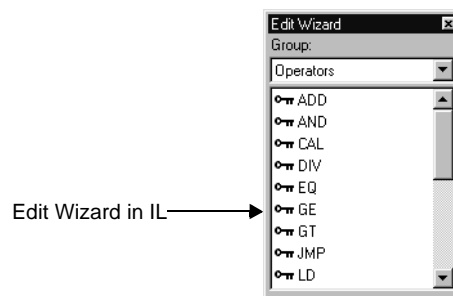 Edit Wizard
Group:
Operators
ADD
AND
CAL
DIV
EQ
GE
GT
JMP
LD
Edit Wizard in IL